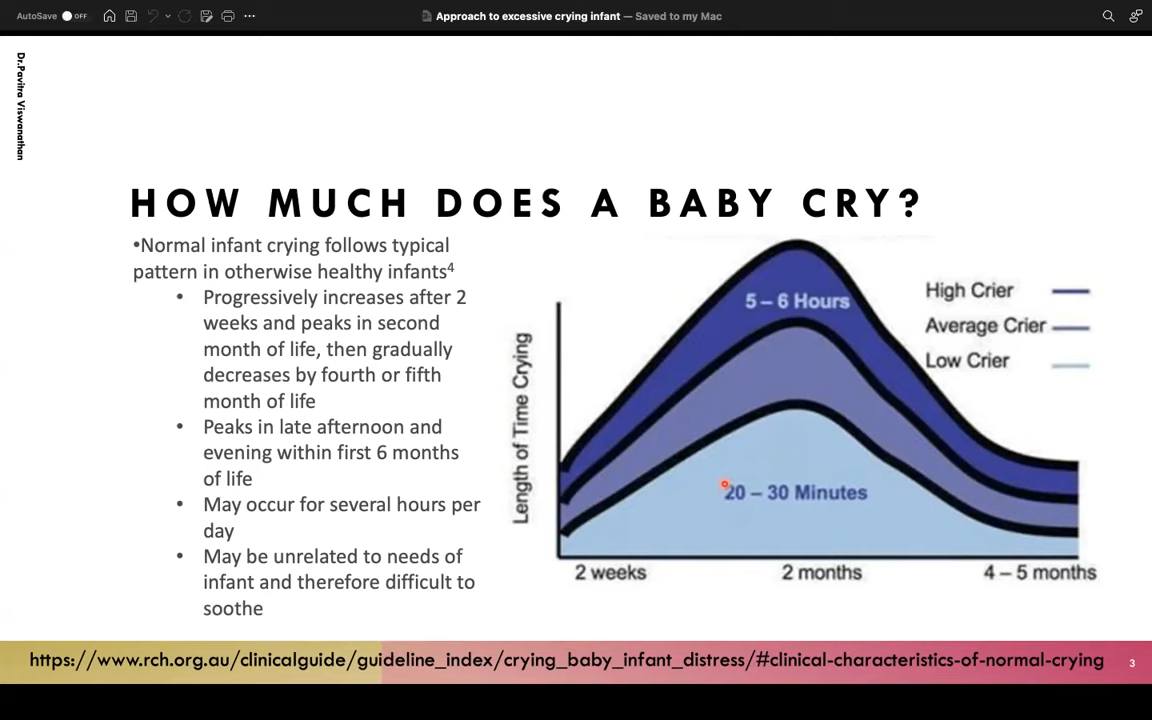 AutoSave OFF
Approach to excessive crying infant — Saved to my Mac
Dr.Pavitra Viswanathan
HOW MUCH DOES A BABY CRY?
•Normal infant crying follows typical
pattern in otherwise healthy infants⁴
• Progressively increases after 2
weeks and peaks in second
month of life, then gradually
decreases by fourth or fifth
month of life
• Peaks in late afternoon and
evening within first 6 months
of life
• May occur for several hours per
day
• May be unrelated to needs of
infant and therefore difficult to
soothe
Length of Time Crying
5 – 6 Hours
20 – 30 Minutes
High Crier
Average Crier
Low Crier
2 weeks
2 months
4 – 5 months
https://www.rch.org.au/clinicalguide/guideline_index/crying_baby_infant_distress/#clinical-characteristics-of-normal-crying
3